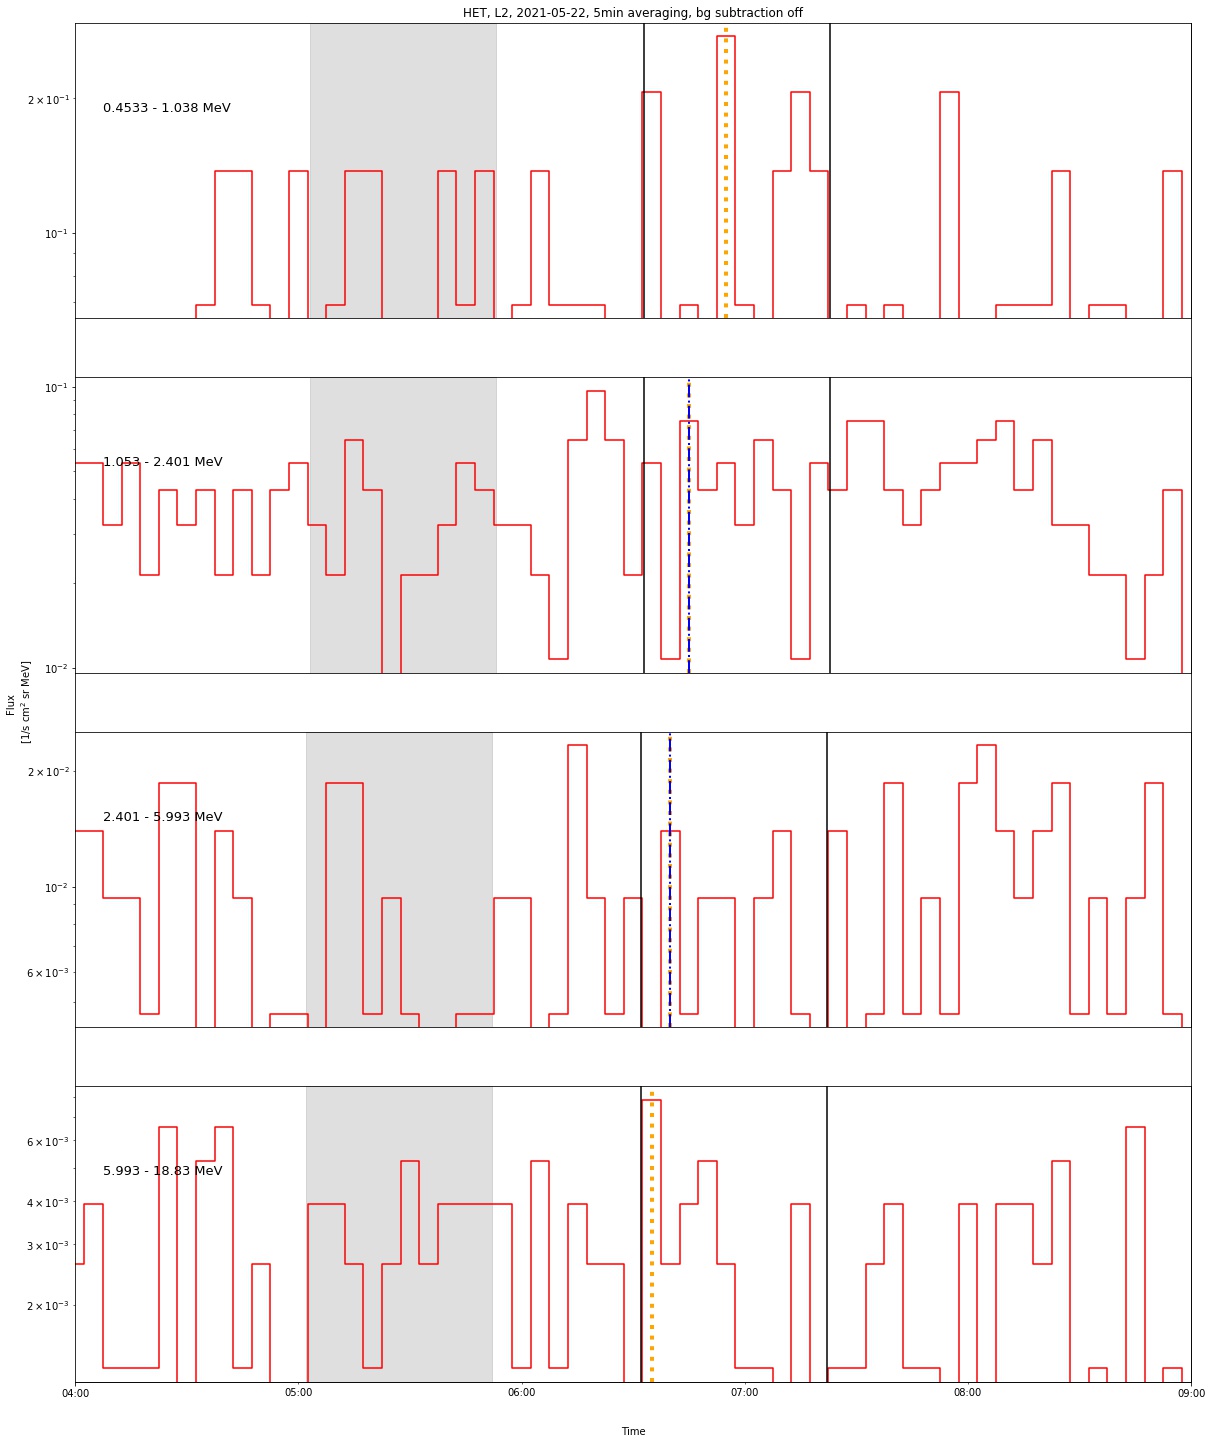 HET, L2, 2021-05-22, 5min averaging, bg subtraction off
2 × 10⁻¹
0.4533 - 1.038 MeV
10⁻¹
10⁻¹
1.053 - 2.401 MeV
10⁻²
Flux
[1/s cm² sr MeV]
2 × 10⁻²
2.401 - 5.993 MeV
10⁻²
6 × 10⁻³
6 × 10⁻³
5.993 - 18.83 MeV
4 × 10⁻³
3 × 10⁻³
2 × 10⁻³
04:00 05:00 06:00 07:00 08:00 09:00
Time